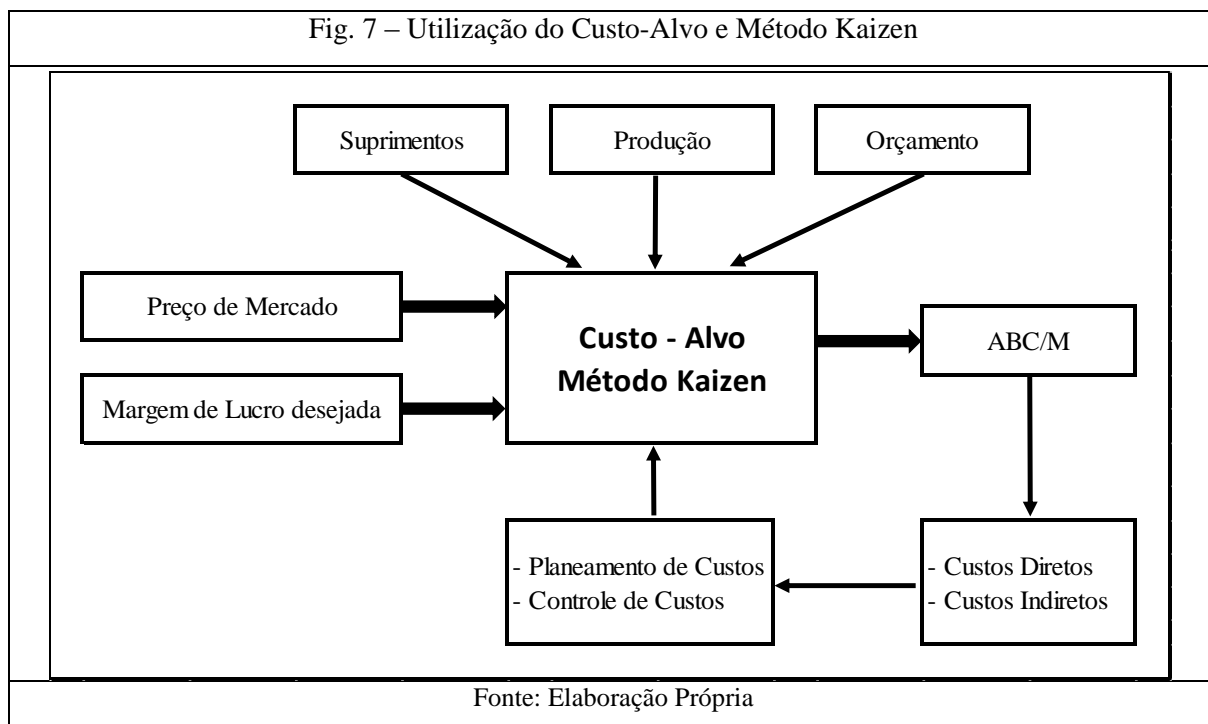 Fig. 7 – Utilização do Custo-Alvo e Método Kaizen
Suprimentos
Produção
Orçamento
Preço de Mercado
Margem de Lucro desejada
Custo - Alvo
Método Kaizen
ABC/M
- Planeamento de Custos
- Controle de Custos
- Custos Diretos
- Custos Indiretos
Fonte: Elaboração Própria